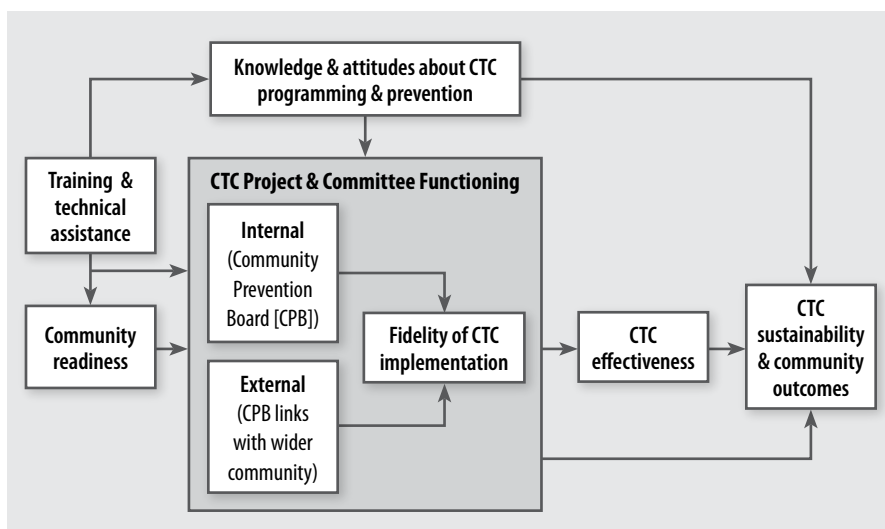 Knowledge & attitudes about CTC
programming & prevention
Training &
technical
assistance
Community
readiness
CTC Project & Committee Functioning
Internal
(Community
Prevention
Board [CPB])
External
(CPB links
with wider
community)
Fidelity of CTC
implementation
CTC
effectiveness
CTC
sustainability
& community
outcomes